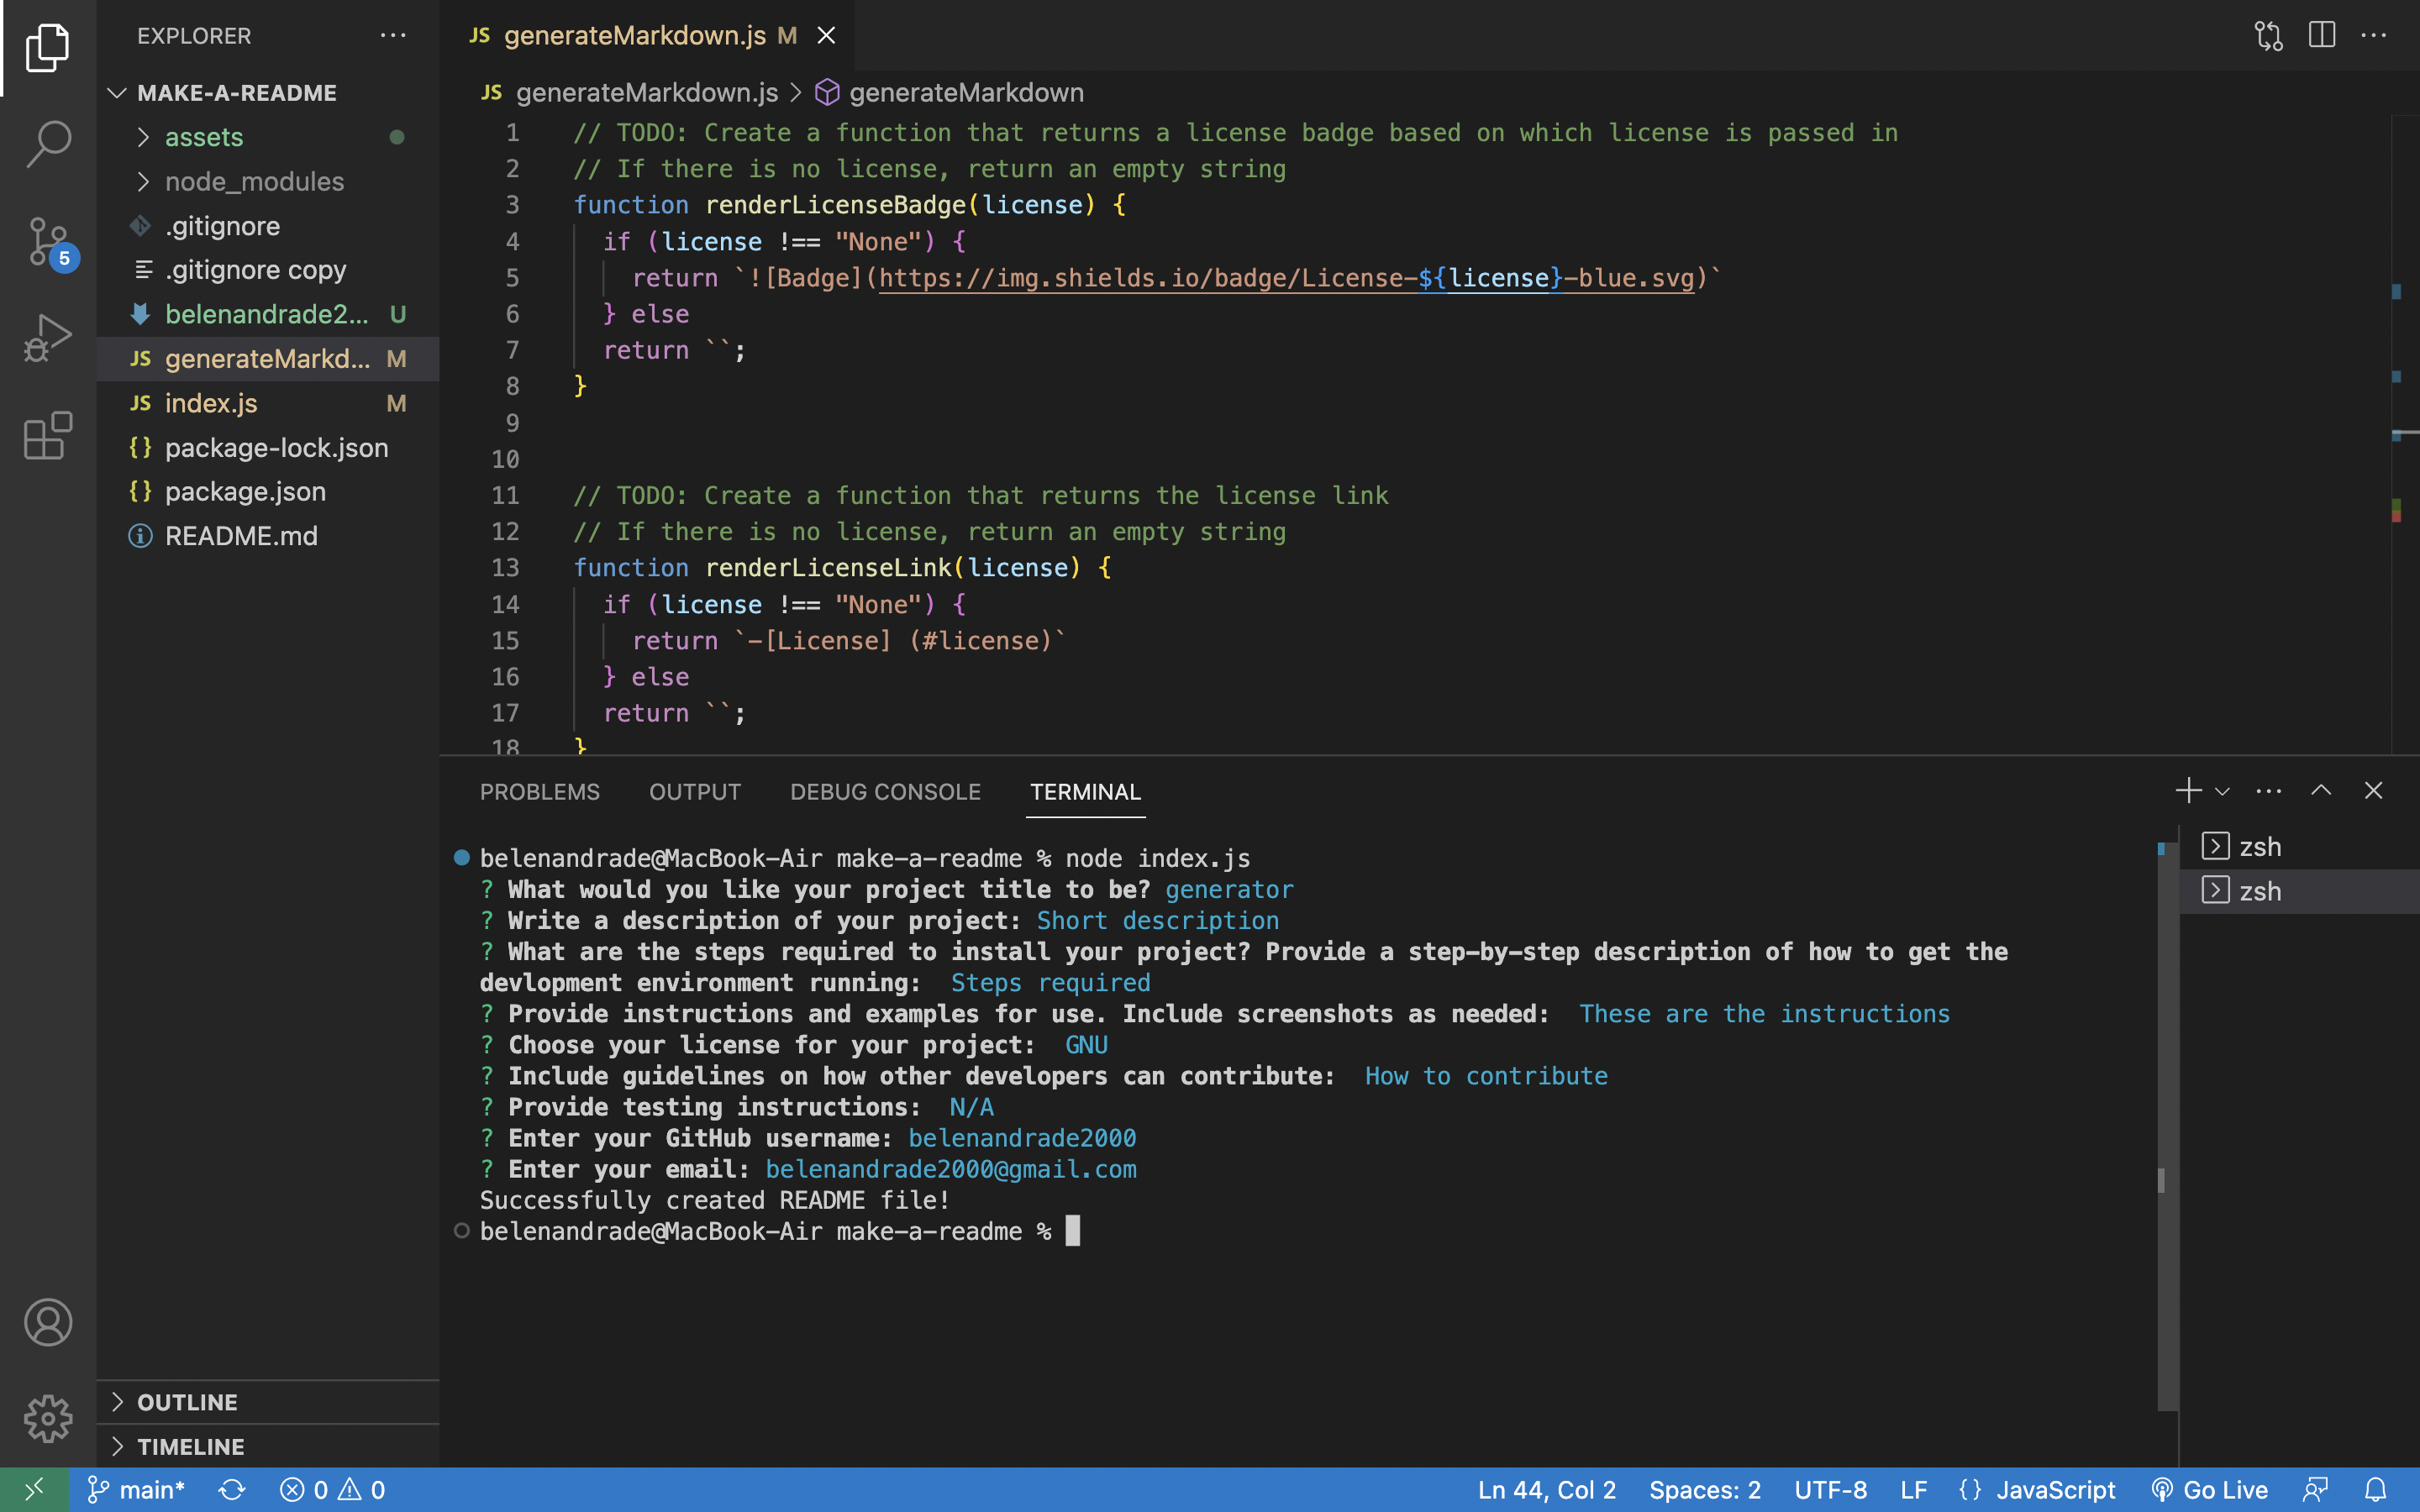 EXPLORER
MAKE-A-README
assets
node_modules
.gitignore
.gitignore copy
belenandrade2... U
JS generateMarkd... M
JS index.js M
{} package-lock.json
{} package.json
README.md
5
OUTLINE
TIMELINE
JS generateMarkdown.js M
JS generateMarkdown.js > generateMarkdown
1 // TODO: Create a function that returns a license badge based on which license is passed in
2 // If there is no license, return an empty string
3 function renderLicenseBadge(license) {
4 if (license !== "None") {
5 return `![Badge](https://img.shields.io/badge/License-${license}-blue.svg)`
6 } else
7 return ``;
8 }
9
10
11 // TODO: Create a function that returns the license link
12 // If there is no license, return an empty string
13 function renderLicenseLink(license) {
14 if (license !== "None") {
15 return `-[License] (#license)`
16 } else
17 return ``;
18 }
PROBLEMS OUTPUT DEBUG CONSOLE TERMINAL
belenandrade@MacBook-Air make-a-readme % node index.js
? What would you like your project title to be? generator
? Write a description of your project: Short description
? What are the steps required to install your project? Provide a step-by-step description of how to get the
devlopment environment running: Steps required
? Provide instructions and examples for use. Include screenshots as needed: These are the instructions
? Choose your license for your project: GNU
? Include guidelines on how other developers can contribute: How to contribute
? Provide testing instructions: N/A
? Enter your GitHub username: belenandrade2000
? Enter your email: belenandrade2000@gmail.com
Successfully created README file!
belenandrade@MacBook-Air make-a-readme %
zsh
zsh
main* 0 0 Ln 44, Col 2 Spaces: 2 UTF-8 LF {} JavaScript Go Live